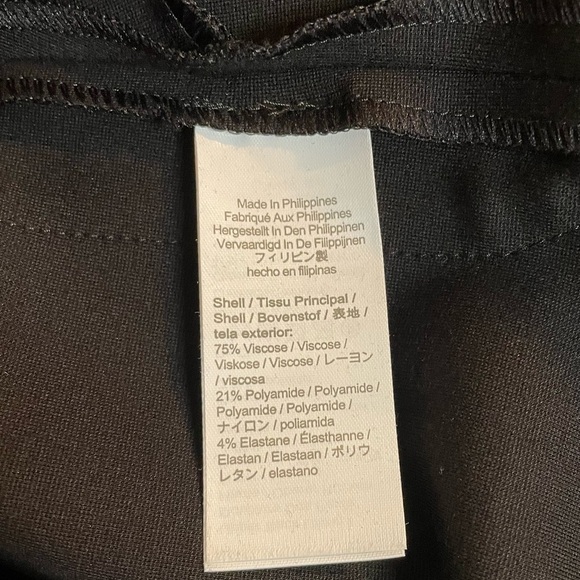 Made In Philippines
Fabriqué Aux Philippines
Hergestellt In Den Philippinen
Vervaardigd In De Filippijnen
フィリピン製
hecho en filipinas
Shell / Tissu Principal /
Shell / Bovenstof / 表地 /
tela exterior:
75% Viscose / Viscose /
Viskose / Viscose / レーヨン
/ viscosa
21% Polyamide / Polyamide /
Polyamide / Polyamide /
ナイロン / poliamida
4% Elastane / Élasthanne /
Elastan / Elastaan / ポリウ
レタン / elastano